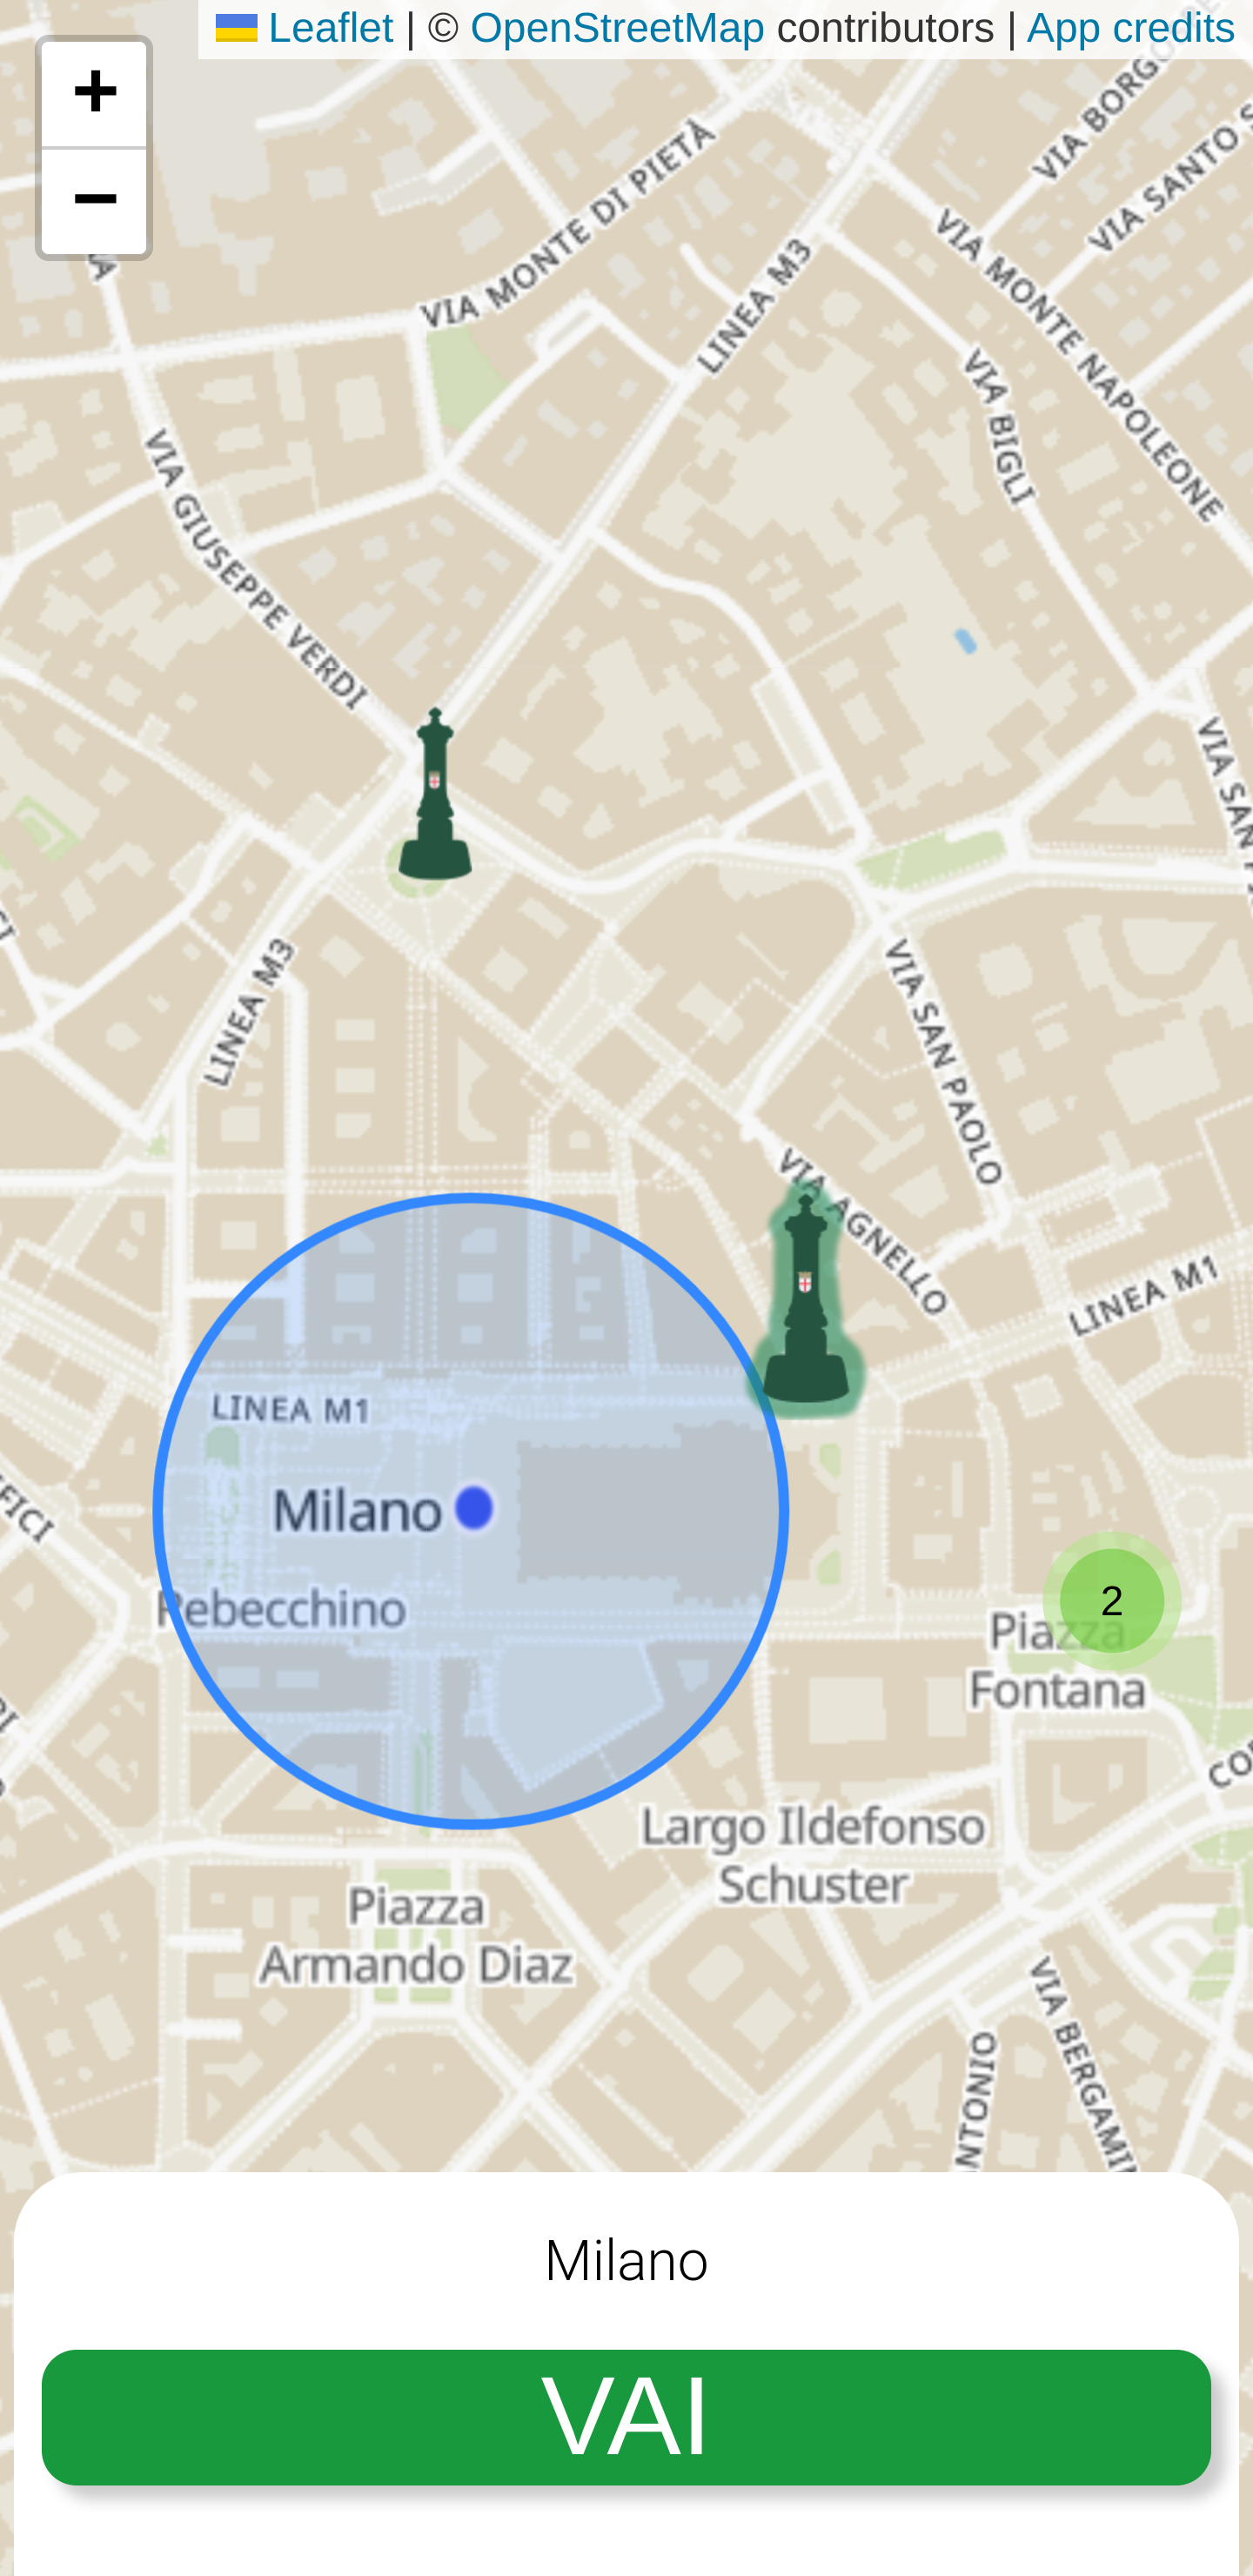 Leaflet | © OpenStreetMap contributors | App credits
+
−
VIA MONTE DI PIETÀ
VIA SANTO
LINEA M3
VIA MONTE NAPOLEONE
VIA BIGLI
VIA GIUSEPPE VERDI
LINEA M3
VIA SAN PAOLO
VIA AGNELLO
LINEA M1
LINEA M1
Milano
Rebecchino
2
Piazza
Fontana
Largo Ildefonso
Schuster
Piazza
Armando Diaz
Milano
VAI